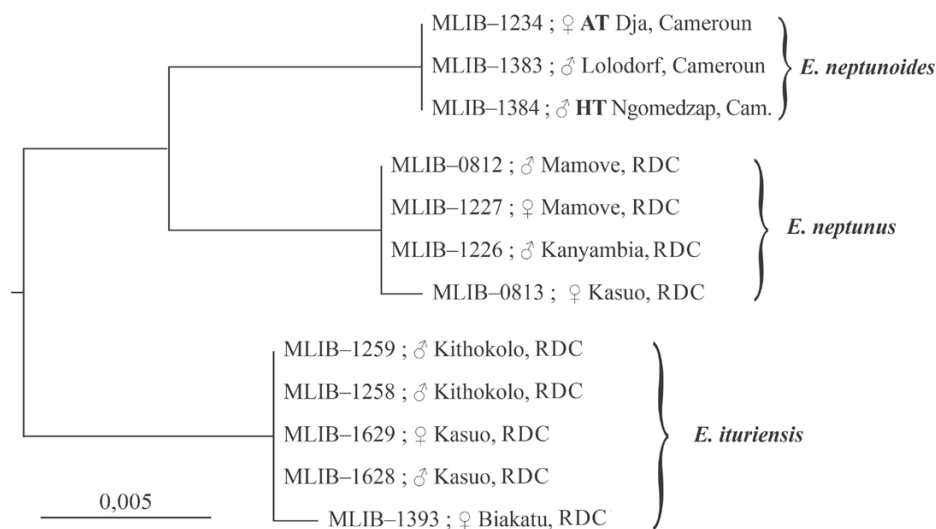 MLIB–1234 ; ♀ AT Dja, Cameroun
MLIB–1383 ; ♂ Lolodorf, Cameroun
MLIB–1384 ; ♂ HT Ngomedzap, Cam.
E. neptunoides
MLIB–0812 ; ♂ Mamove, RDC
MLIB–1227 ; ♀ Mamove, RDC
MLIB–1226 ; ♂ Kanyambia, RDC
MLIB–0813 ; ♀ Kasuo, RDC
E. neptunus
MLIB–1259 ; ♂ Kithokolo, RDC
MLIB–1258 ; ♂ Kithokolo, RDC
MLIB–1629 ; ♀ Kasuo, RDC
MLIB–1628 ; ♂ Kasuo, RDC
MLIB–1393 ; ♀ Biakatu, RDC
E. ituriensis
0,005